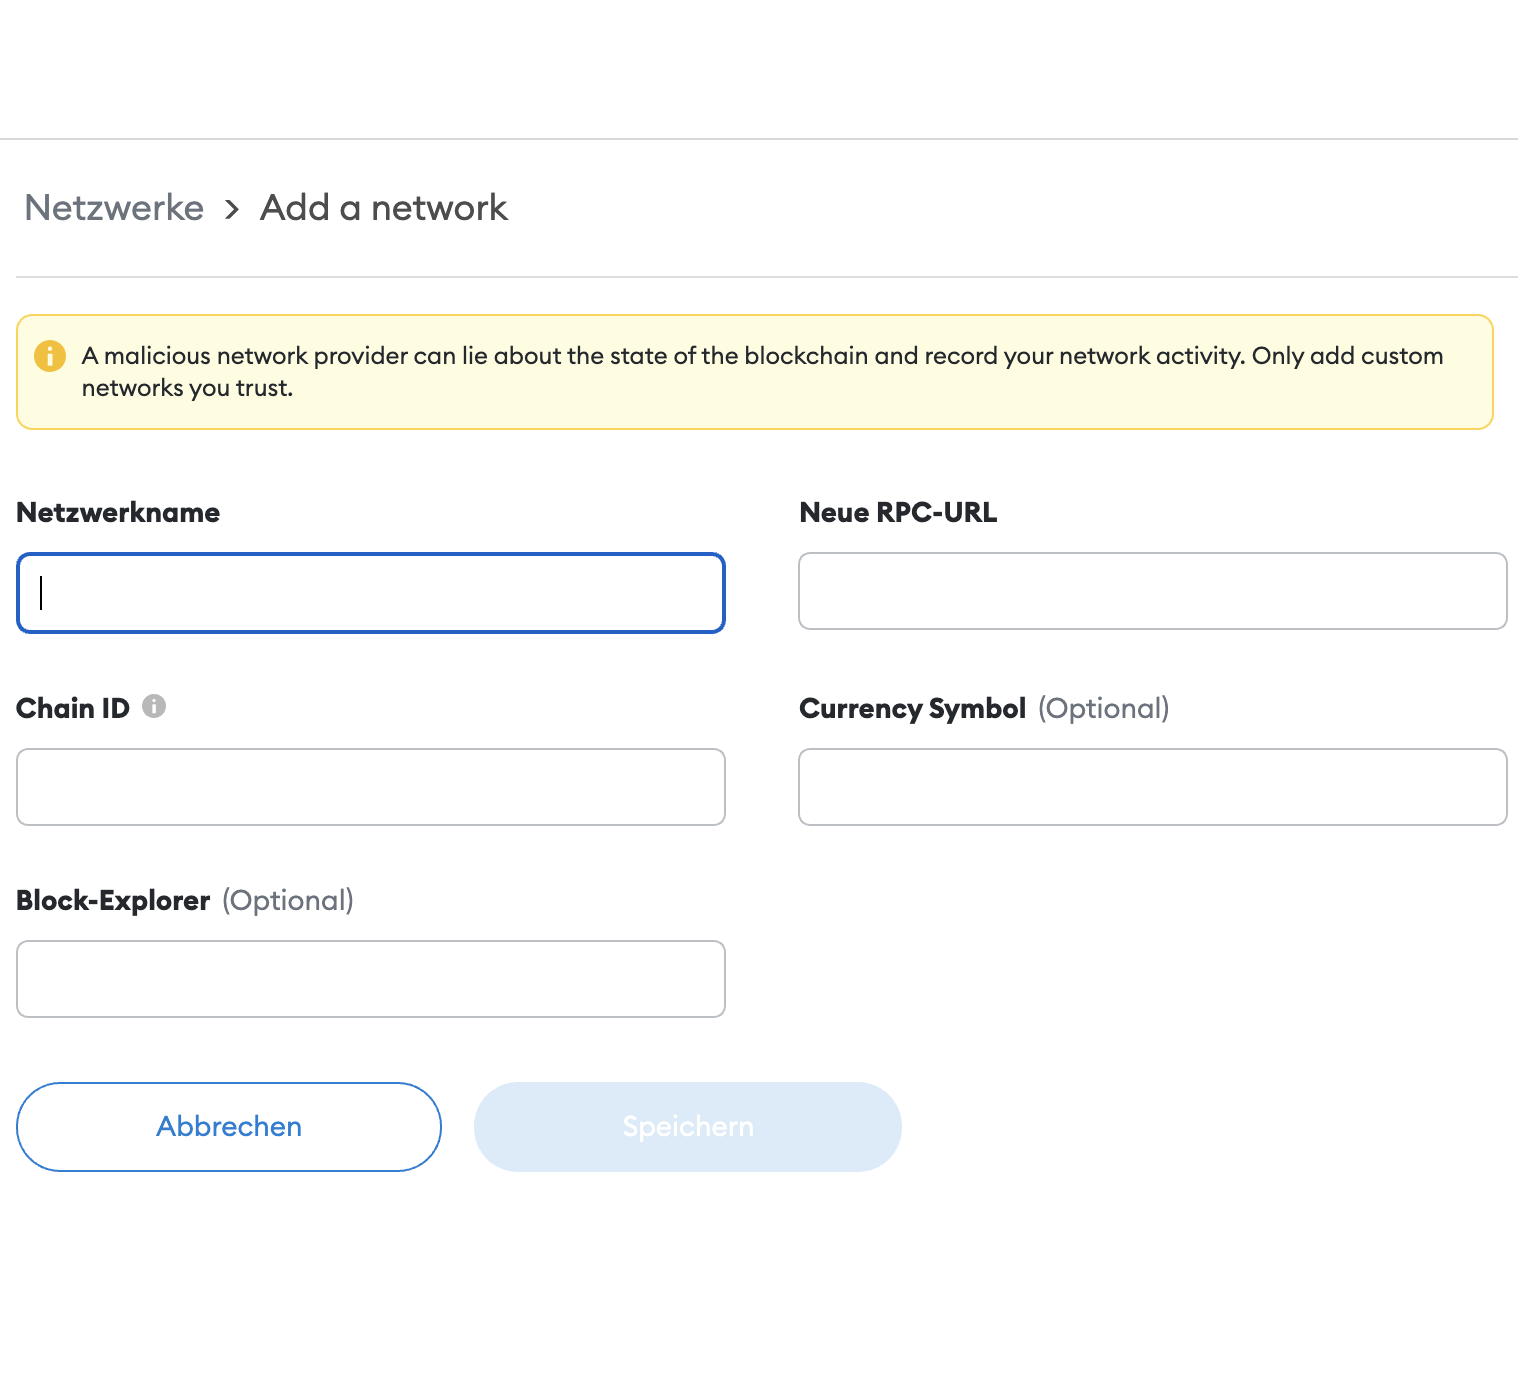 Netzwerke > Add a network
A malicious network provider can lie about the state of the blockchain and record your network activity. Only add custom
networks you trust.
Netzwerkname
Neue RPC-URL
Chain ID
Currency Symbol (Optional)
Block-Explorer (Optional)
Abbrechen
Speichern